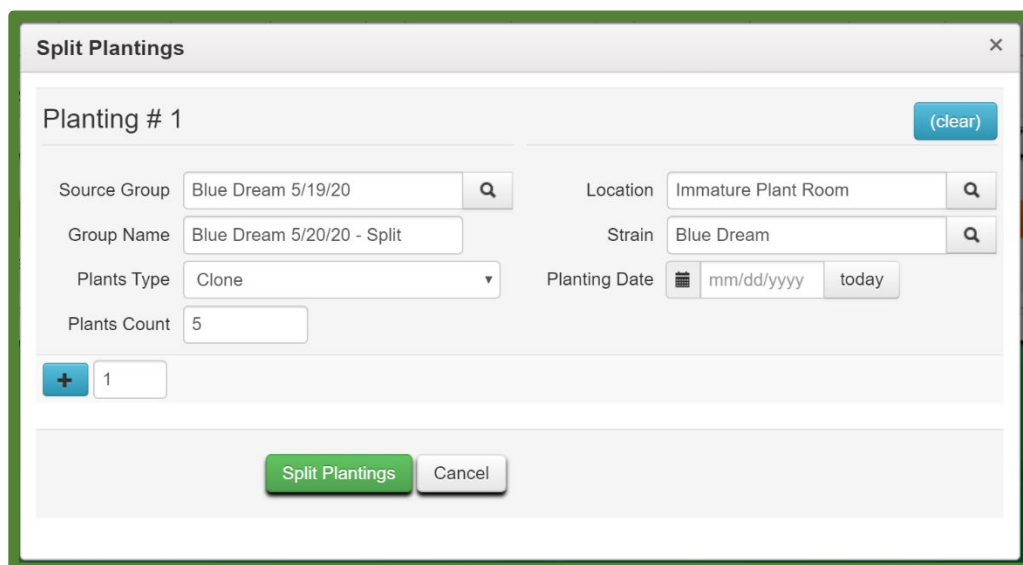 Split Plantings ×
Planting # 1 (clear)
Source Group Blue Dream 5/19/20 Location Immature Plant Room
Group Name Blue Dream 5/20/20 - Split Strain Blue Dream
Plants Type Clone Planting Date mm/dd/yyyy today
Plants Count 5
+ 1
Split Plantings Cancel